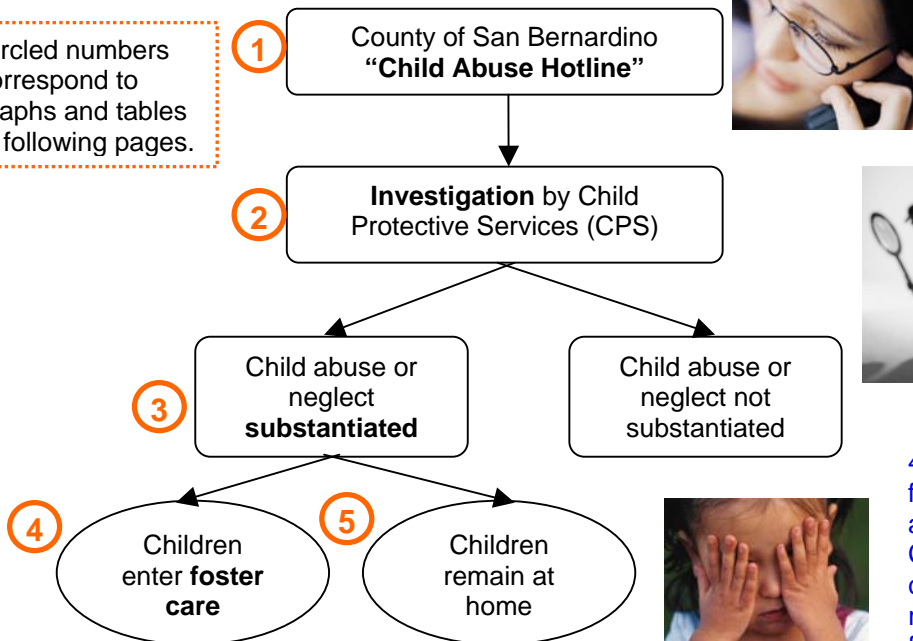 rcled numbers
orrespond to
aphs and tables
following pages.
1
County of San Bernardino
“Child Abuse Hotline”
2
Investigation by Child
Protective Services (CPS)
3
Child abuse or
neglect
substantiated
Child abuse or
neglect not
substantiated
4
Children
enter foster
care
5
Children
remain at
home